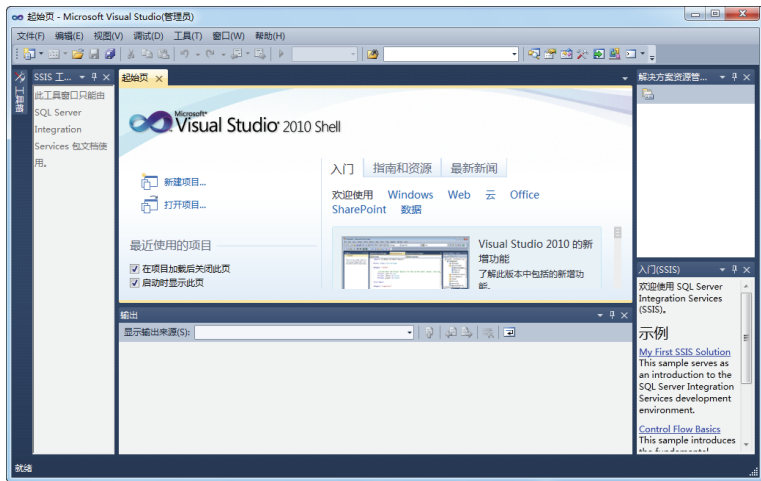 起始页 - Microsoft Visual Studio(管理员)
文件(F) 编辑(E) 视图(V) 调试(D) 工具(T) 窗口(W) 帮助(H)
工具箱
SSIS 工...
此工具窗口只能由
SQL Server
Integration
Services 包文档使
用。
起始页
Microsoft
Visual Studio 2010 Shell
新建项目...
打开项目...
最近使用的项目
在项目加载后关闭此页
启动时显示此页
入门 指南和资源 最新新闻
欢迎使用 Windows Web 云 Office
SharePoint 数据
Visual Studio 2010 的新
增功能
了解此版本中包括的新增功
能。
输出
显示输出来源(S):
解决方案资源管...
入门(SSIS)
欢迎使用 SQL Server
Integration Services
(SSIS)。
示例
My First SSIS Solution
This sample serves as
an introduction to the
SQL Server Integration
Services development
environment.
Control Flow Basics
This sample introduces
就绪